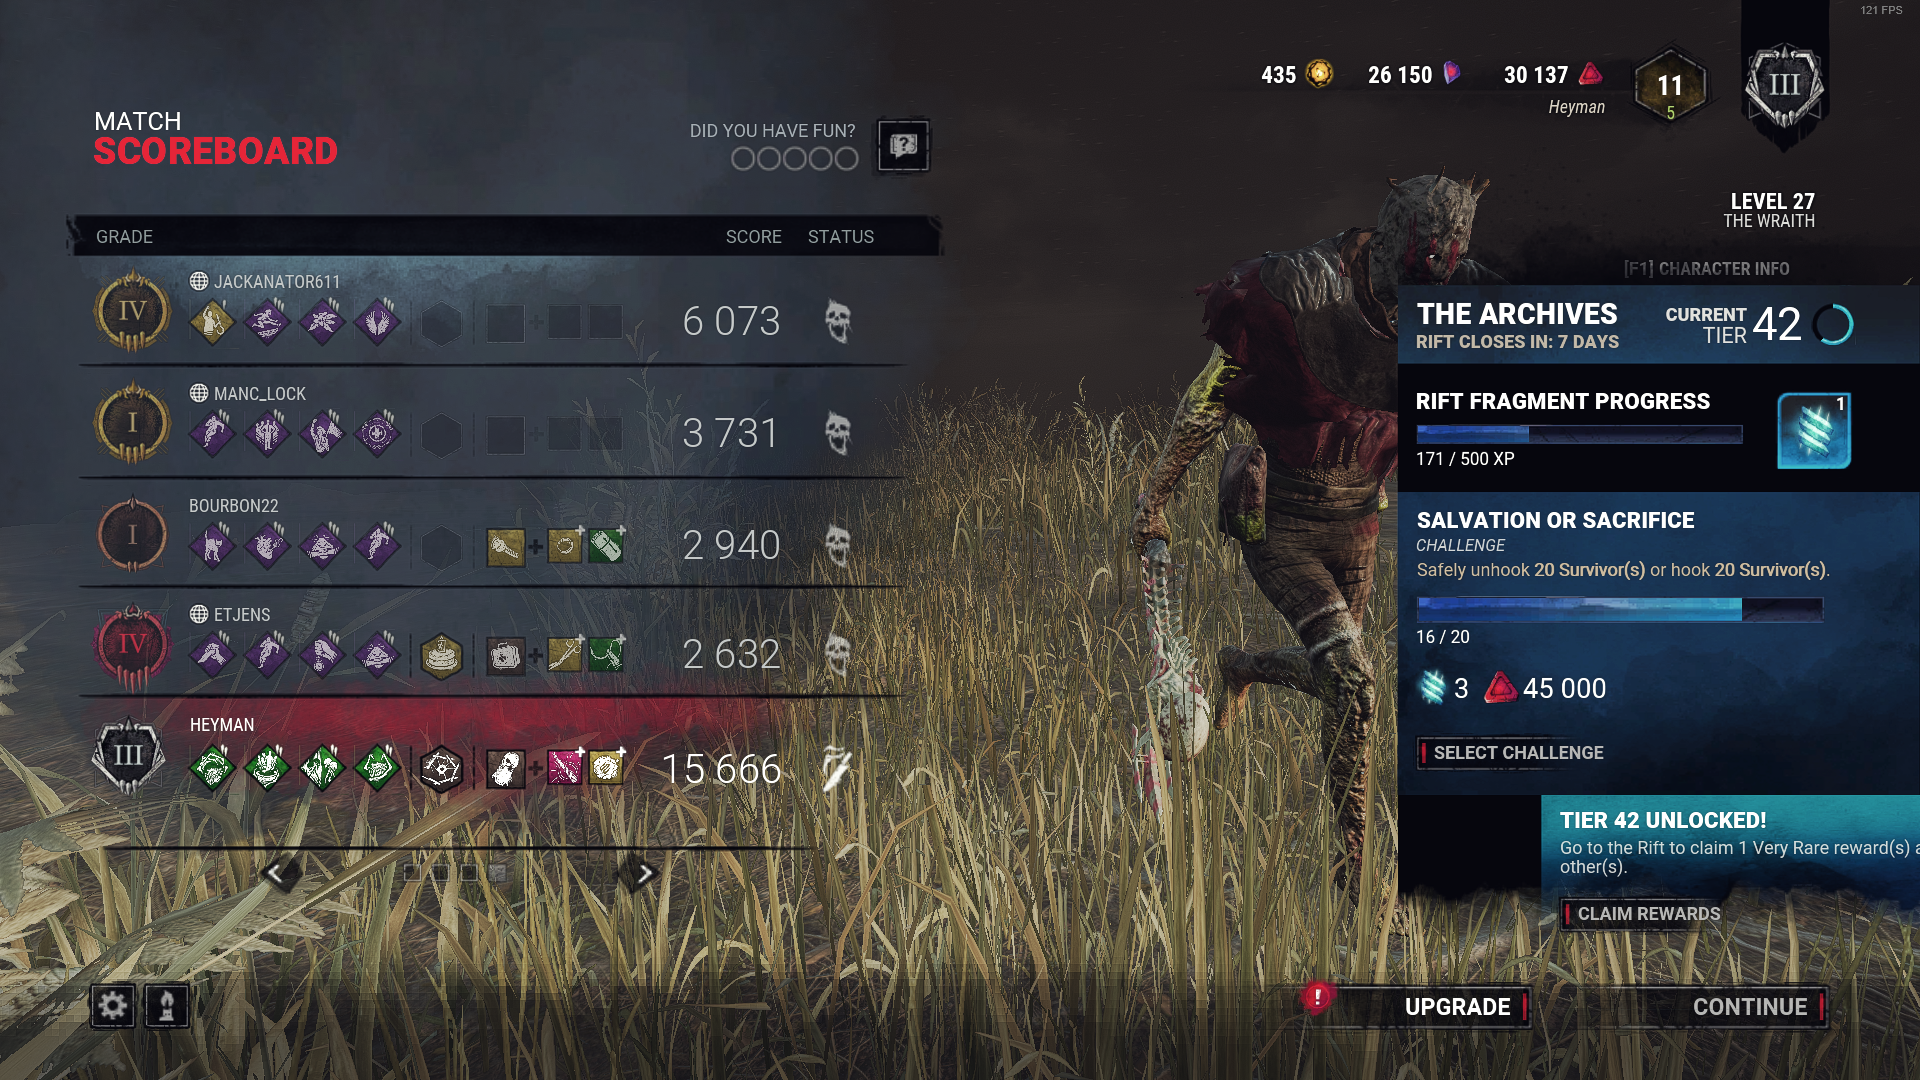 121 FPS
435
26 150
30 137
Heyman
11
5
III
MATCH
SCOREBOARD
DID YOU HAVE FUN?
?
LEVEL 27
THE WRAITH
[F1] CHARACTER INFO
GRADE
SCORE
STATUS
IV
JACKANATOR611
6 073
I
MANC_LOCK
3 731
I
BOURBON22
2 940
IV
ETJENS
2 632
III
HEYMAN
15 666
THE ARCHIVES
RIFT CLOSES IN: 7 DAYS
CURRENT
TIER
42
RIFT FRAGMENT PROGRESS
1
171 / 500 XP
SALVATION OR SACRIFICE
CHALLENGE
Safely unhook 20 Survivor(s) or hook 20 Survivor(s).
16 / 20
3
45 000
SELECT CHALLENGE
TIER 42 UNLOCKED!
Go to the Rift to claim 1 Very Rare reward(s) a
other(s).
CLAIM REWARDS
!
UPGRADE
CONTINUE